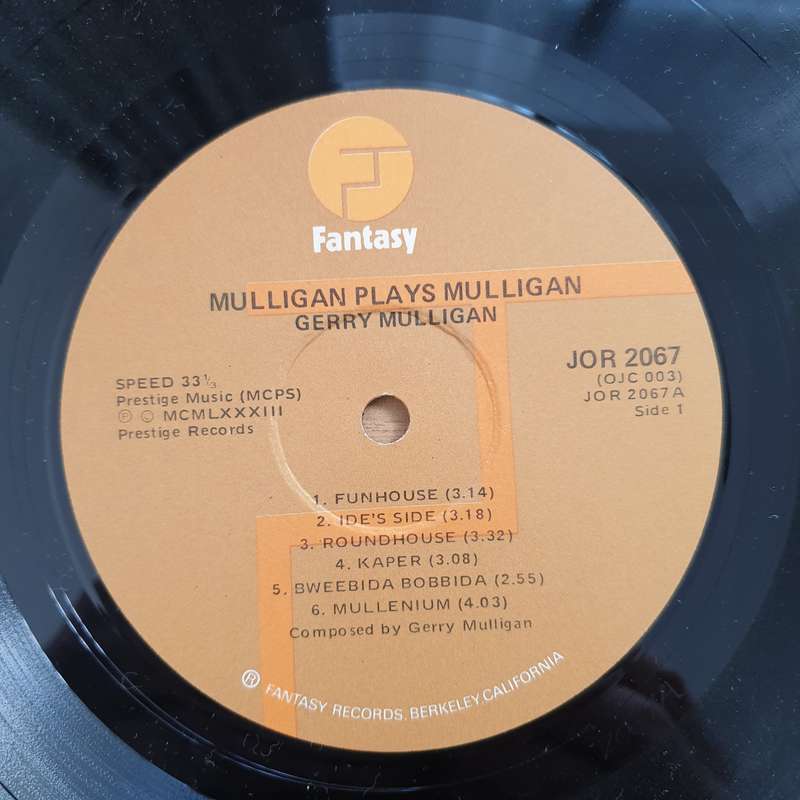 Fantasy
MULLIGAN PLAYS MULLIGAN
GERRY MULLIGAN
SPEED 33⅓
Prestige Music (MCPS)
Ⓟ © MCMLXXXIII
Prestige Records
JOR 2067
(OJC 003)
JOR 2067A
Side 1
1. FUNHOUSE (3.14)
2. IDE'S SIDE (3.18)
3. ROUNDHOUSE (3.32)
4. KAPER (3.08)
5. BWEEBIDA BOBBIDA (2.55)
6. MULLENIUM (4.03)
Composed by Gerry Mulligan
® FANTASY RECORDS, BERKELEY, CALIFORNIA